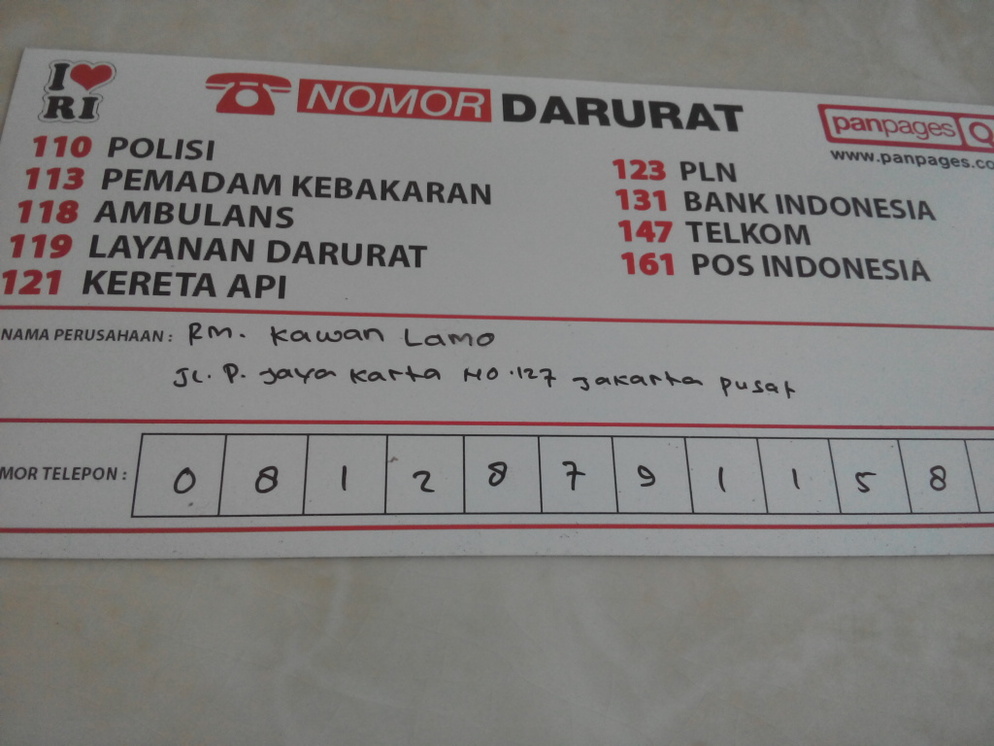 I ❤ RI
NOMOR DARURAT
panpages
www.panpages.co
110 POLISI
113 PEMADAM KEBAKARAN
118 AMBULANS
119 LAYANAN DARURAT
121 KERETA API
123 PLN
131 BANK INDONESIA
147 TELKOM
161 POS INDONESIA
NAMA PERUSAHAAN : RM. Kawan Lamo
JL. P. Jaya Karta NO.127 Jakarta pusat
MOR TELEPON : 0 8 1 2 8 7 9 1 1 5 8